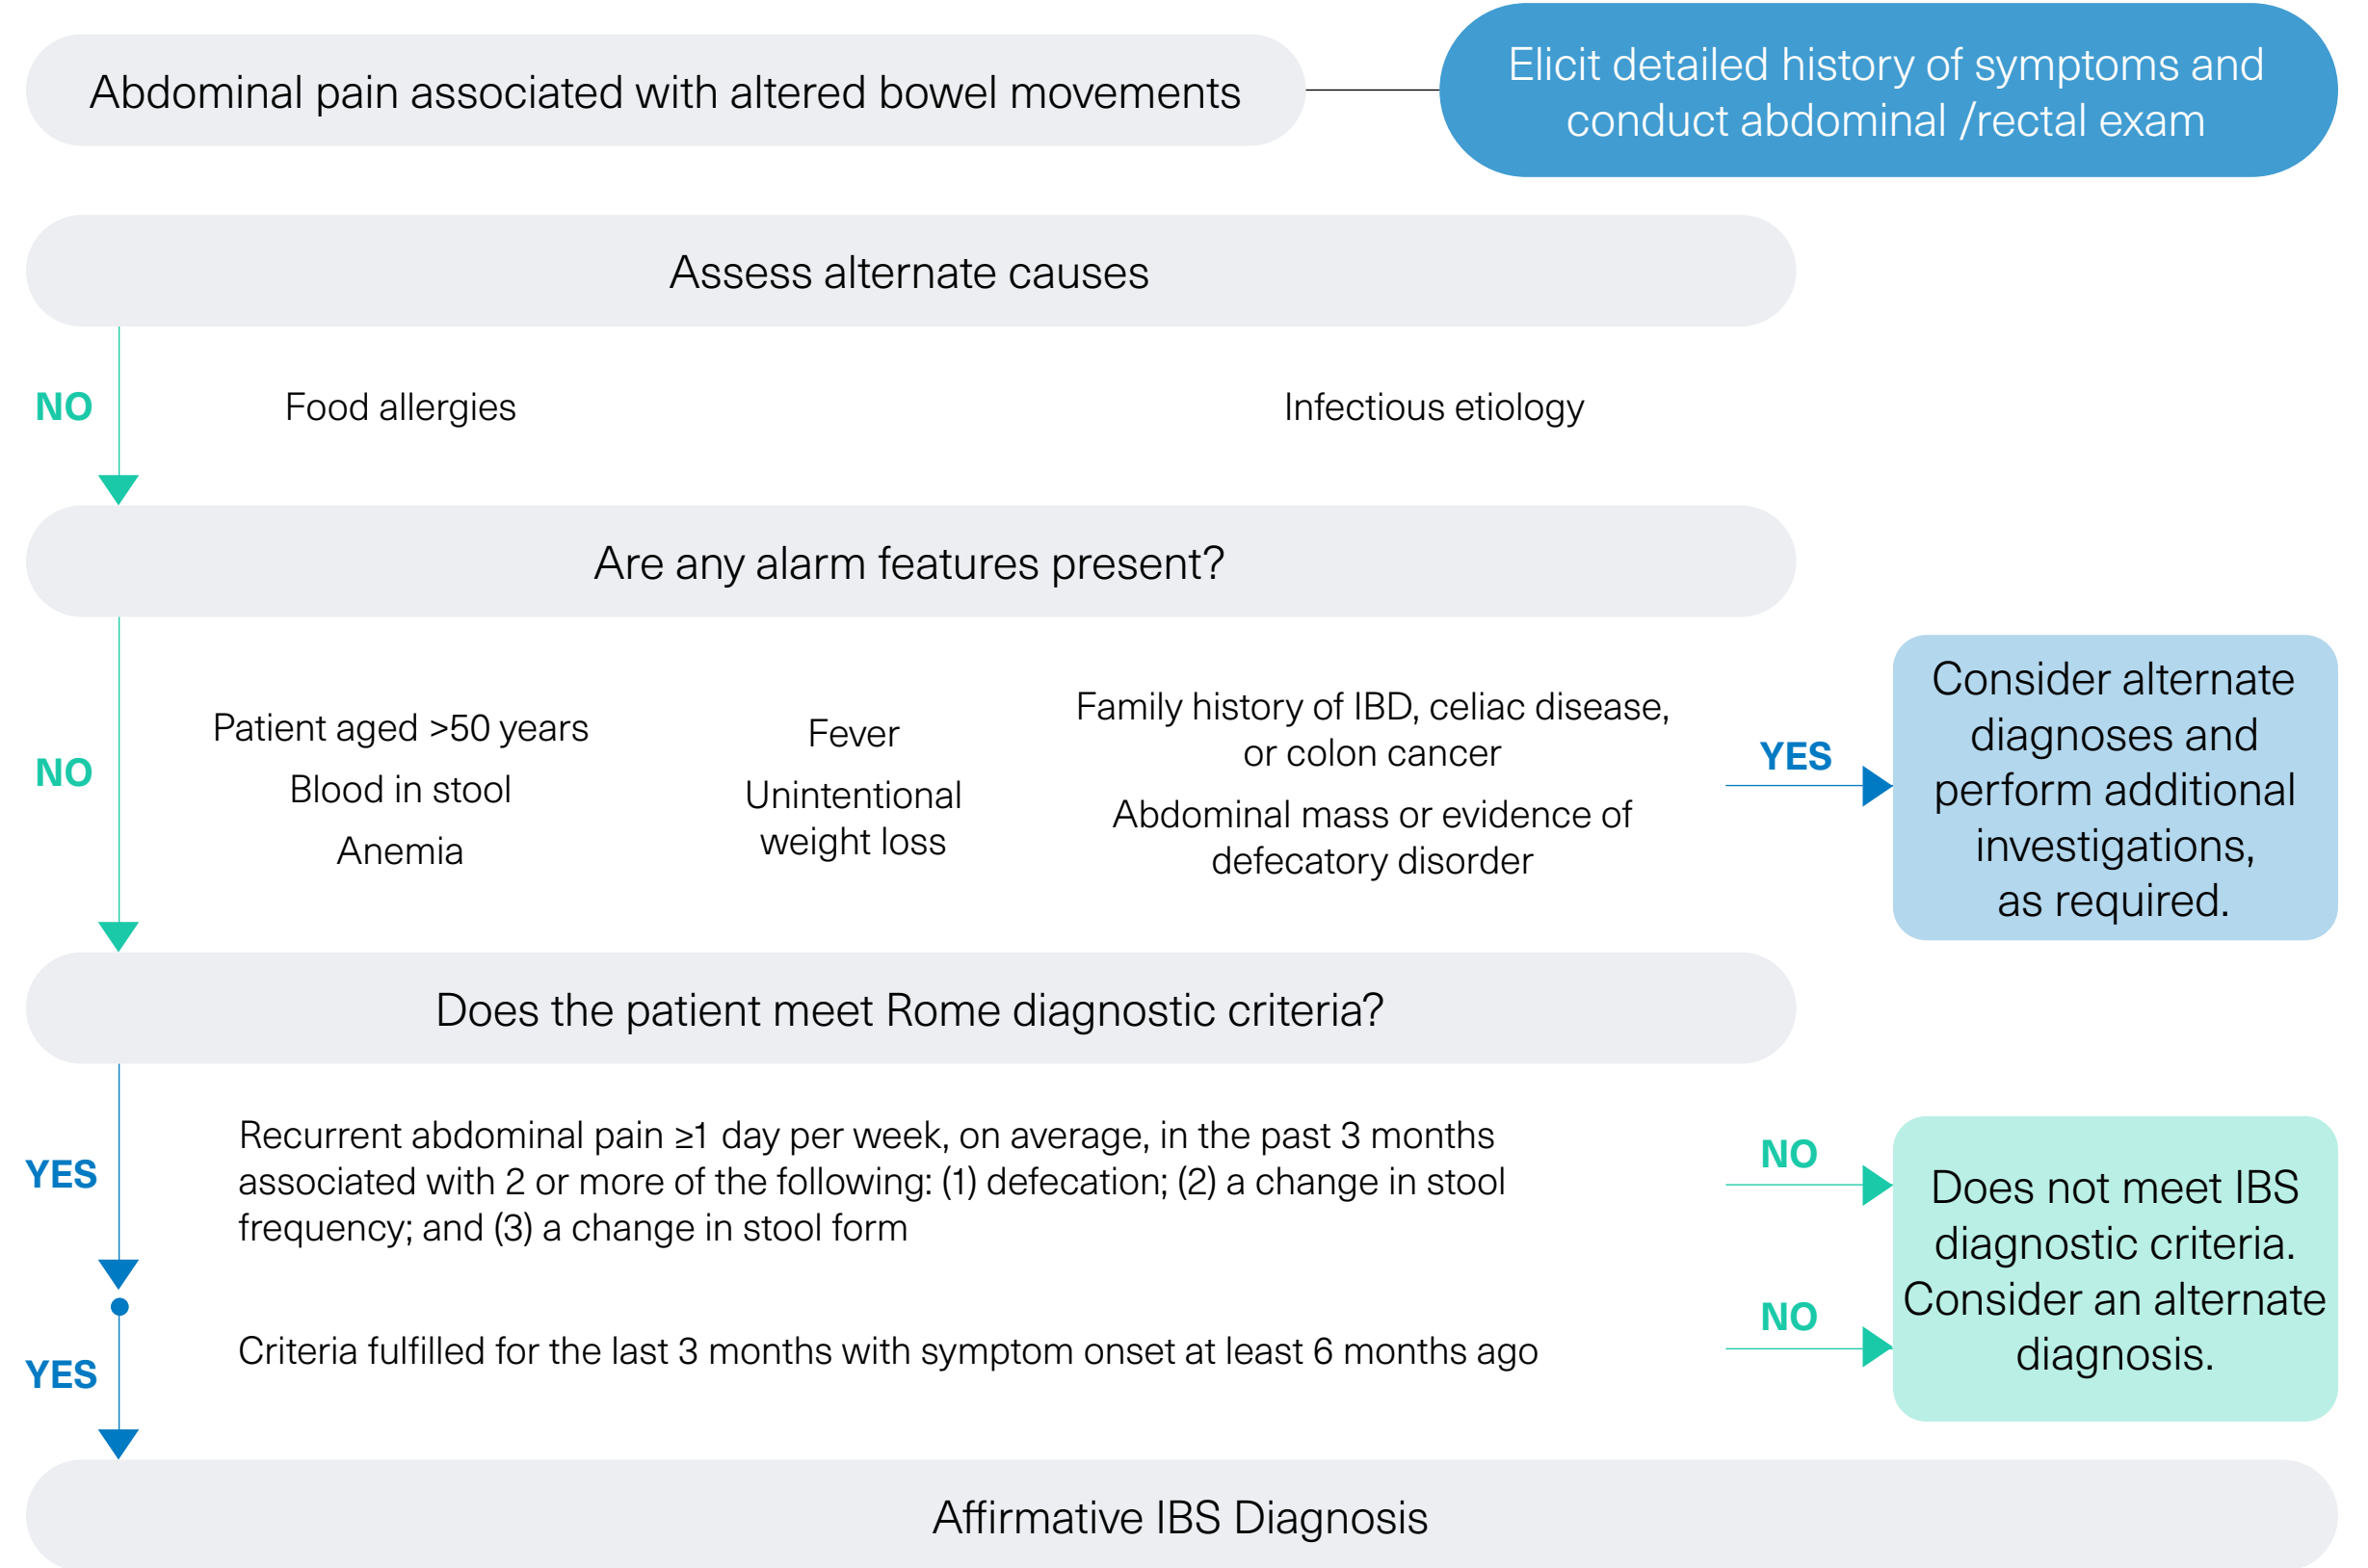 Abdominal pain associated with altered bowel movements
Elicit detailed history of symptoms and
conduct abdominal /rectal exam
Assess alternate causes
NO
Food allergies
Infectious etiology
Are any alarm features present?
NO
Patient aged >50 years
Blood in stool
Anemia
Fever
Unintentional
weight loss
Family history of IBD, celiac disease,
or colon cancer
Abdominal mass or evidence of
defecatory disorder
YES
Consider alternate
diagnoses and
perform additional
investigations,
as required.
Does the patient meet Rome diagnostic criteria?
YES
Recurrent abdominal pain ≥1 day per week, on average, in the past 3 months
associated with 2 or more of the following: (1) defecation; (2) a change in stool
frequency; and (3) a change in stool form
NO
YES
Criteria fulfilled for the last 3 months with symptom onset at least 6 months ago
NO
Does not meet IBS
diagnostic criteria.
Consider an alternate
diagnosis.
Affirmative IBS Diagnosis